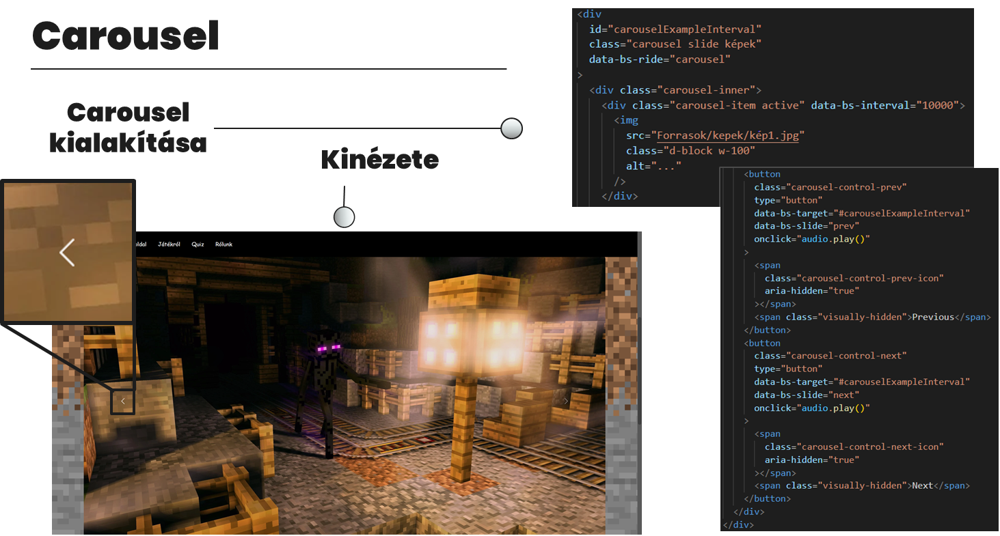 Carousel
Carousel
kialakítása
Kinézete
Játékról Quiz Rólunk
<div
id="carouselExampleInterval"
class="carousel slide képek"
data-bs-ride="carousel"
>
<div class="carousel-inner">
<div class="carousel-item active" data-bs-interval="10000">
<img
src="Forrasok/kepek/kép1.jpg"
class="d-block w-100"
alt="..."
/>
</div>
<button
class="carousel-control-prev"
type="button"
data-bs-target="#carouselExampleInterval"
data-bs-slide="prev"
onclick="audio.play()"
>
<span
class="carousel-control-prev-icon"
aria-hidden="true"
></span>
<span class="visually-hidden">Previous</span>
</button>
<button
class="carousel-control-next"
type="button"
data-bs-target="#carouselExampleInterval"
data-bs-slide="next"
onclick="audio.play()"
>
<span
class="carousel-control-next-icon"
aria-hidden="true"
></span>
<span class="visually-hidden">Next</span>
</button>
</div>
</div>